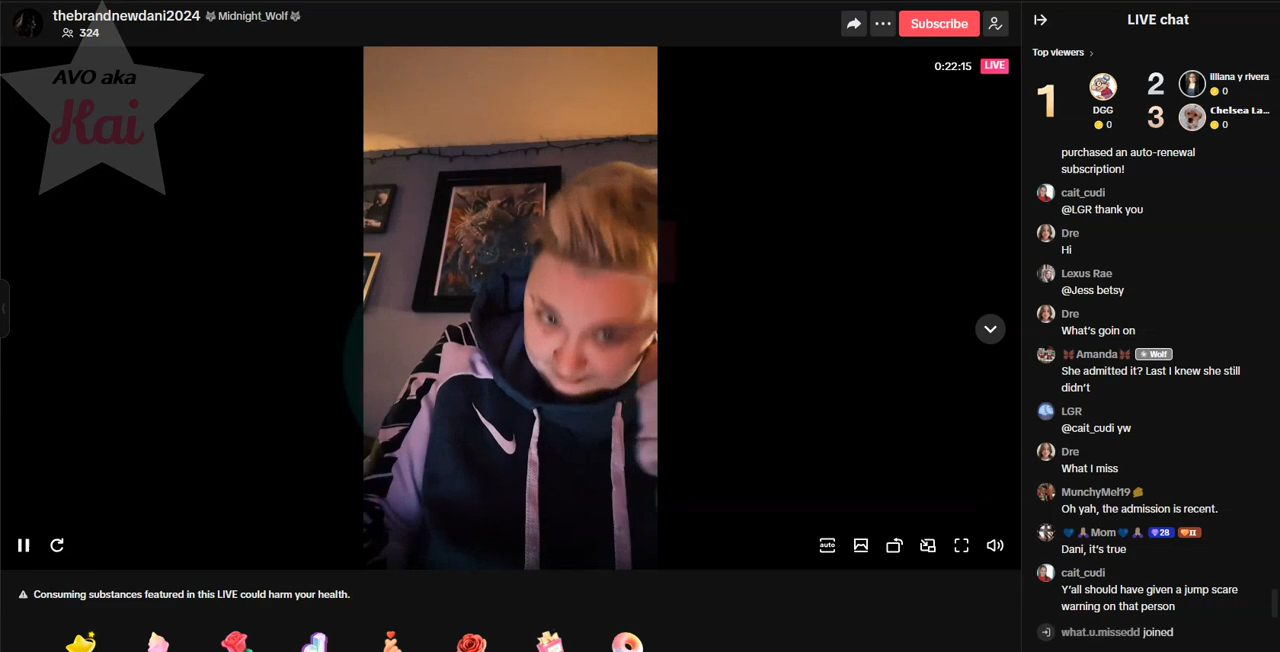 thebrandnewdani2024 🐺Midnight_Wolf🐺
324
AVO aka
Kai
Subscribe
0:22:15 LIVE
LIVE chat
Top viewers
1
DGG
0
2
illiana y rivera
0
3
Chelsea La...
0
purchased an auto-renewal
subscription!
cait_cudi
@LGR thank you
Dre
Hi
Lexus Rae
@Jess betsy
Dre
What's goin on
🦋Amanda🦋 Wolf
She admitted it? Last I knew she still
didn't
LGR
@cait_cudi yw
Dre
What I miss
MunchyMel19
Oh yah, the admission is recent.
💙🙏🏽Mom💙🙏🏽 28 II
Dani, it's true
cait_cudi
Y'all should have given a jump scare
warning on that person
what.u.missedd joined
auto
Consuming substances featured in this LIVE could harm your health.